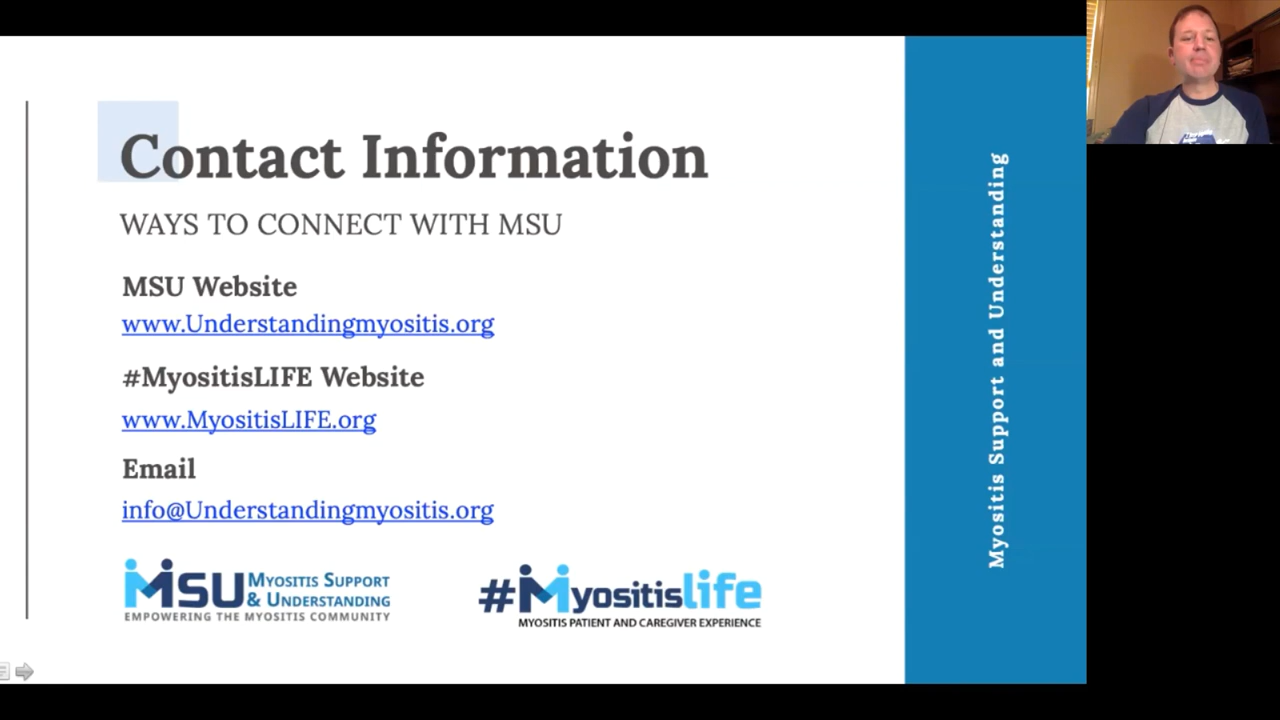 Contact Information
WAYS TO CONNECT WITH MSU
MSU Website
www.Understandingmyositis.org
#MyositisLIFE Website
www.MyositisLIFE.org
Email
info@Understandingmyositis.org
MSU MYOSITIS SUPPORT
& UNDERSTANDING
EMPOWERING THE MYOSITIS COMMUNITY
#Myositislife
MYOSITIS PATIENT AND CAREGIVER EXPERIENCE
Myositis Support and Understanding